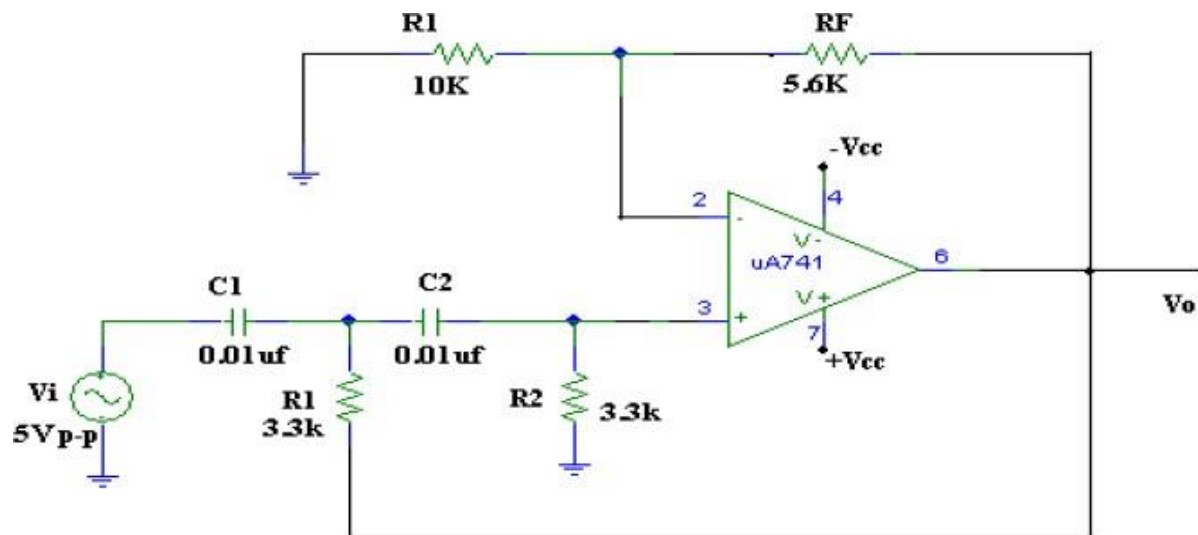 R1
RF
10K
5.6K
-Vcc
2
4
-
V-
uA741
6
C1
C2
3
+
V+
Vo
0.01uf
0.01uf
7
+Vcc
Vi
R1
R2
3.3k
5Vp-p
3.3k